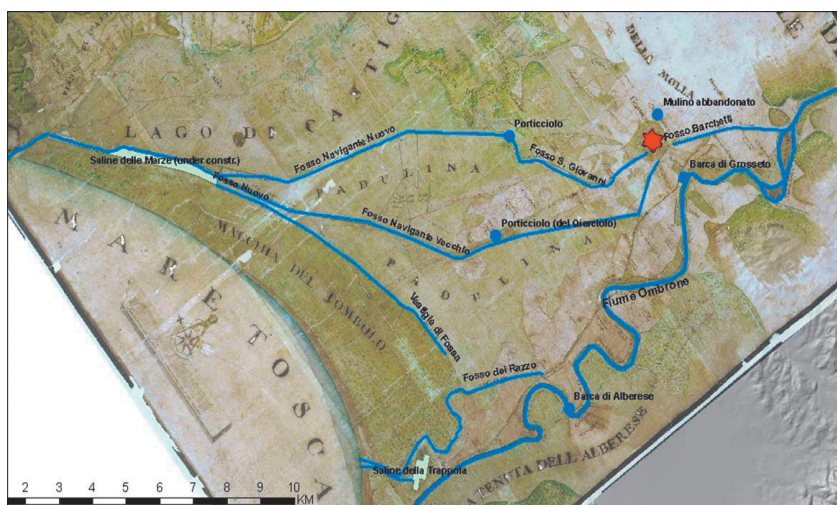 DELLA MOLLA
Mulino abbandonato
LAGO DI CASTIG
Porticciolo
Fosso Barchetti
Fosso Navigante Nuovo
Saline delle Marze (under constr.)
Fosso S. Giovanni
Barca di Grosseto
Fosso Nuovo
PADULINA
Fosso Navigante Vecchio
Porticciolo (del Querciolo)
MACCHIA DEL TOMBOLO
PROPLINA
MARE TOSCA
Fiume Ombrone
Vestigia di Fossa
Fosso del Razzo
Barca di Alberese
Saline della Trappola
A TENUTA DELL ALBERESE
2 3 4 5 6 7 8 9 10
KM